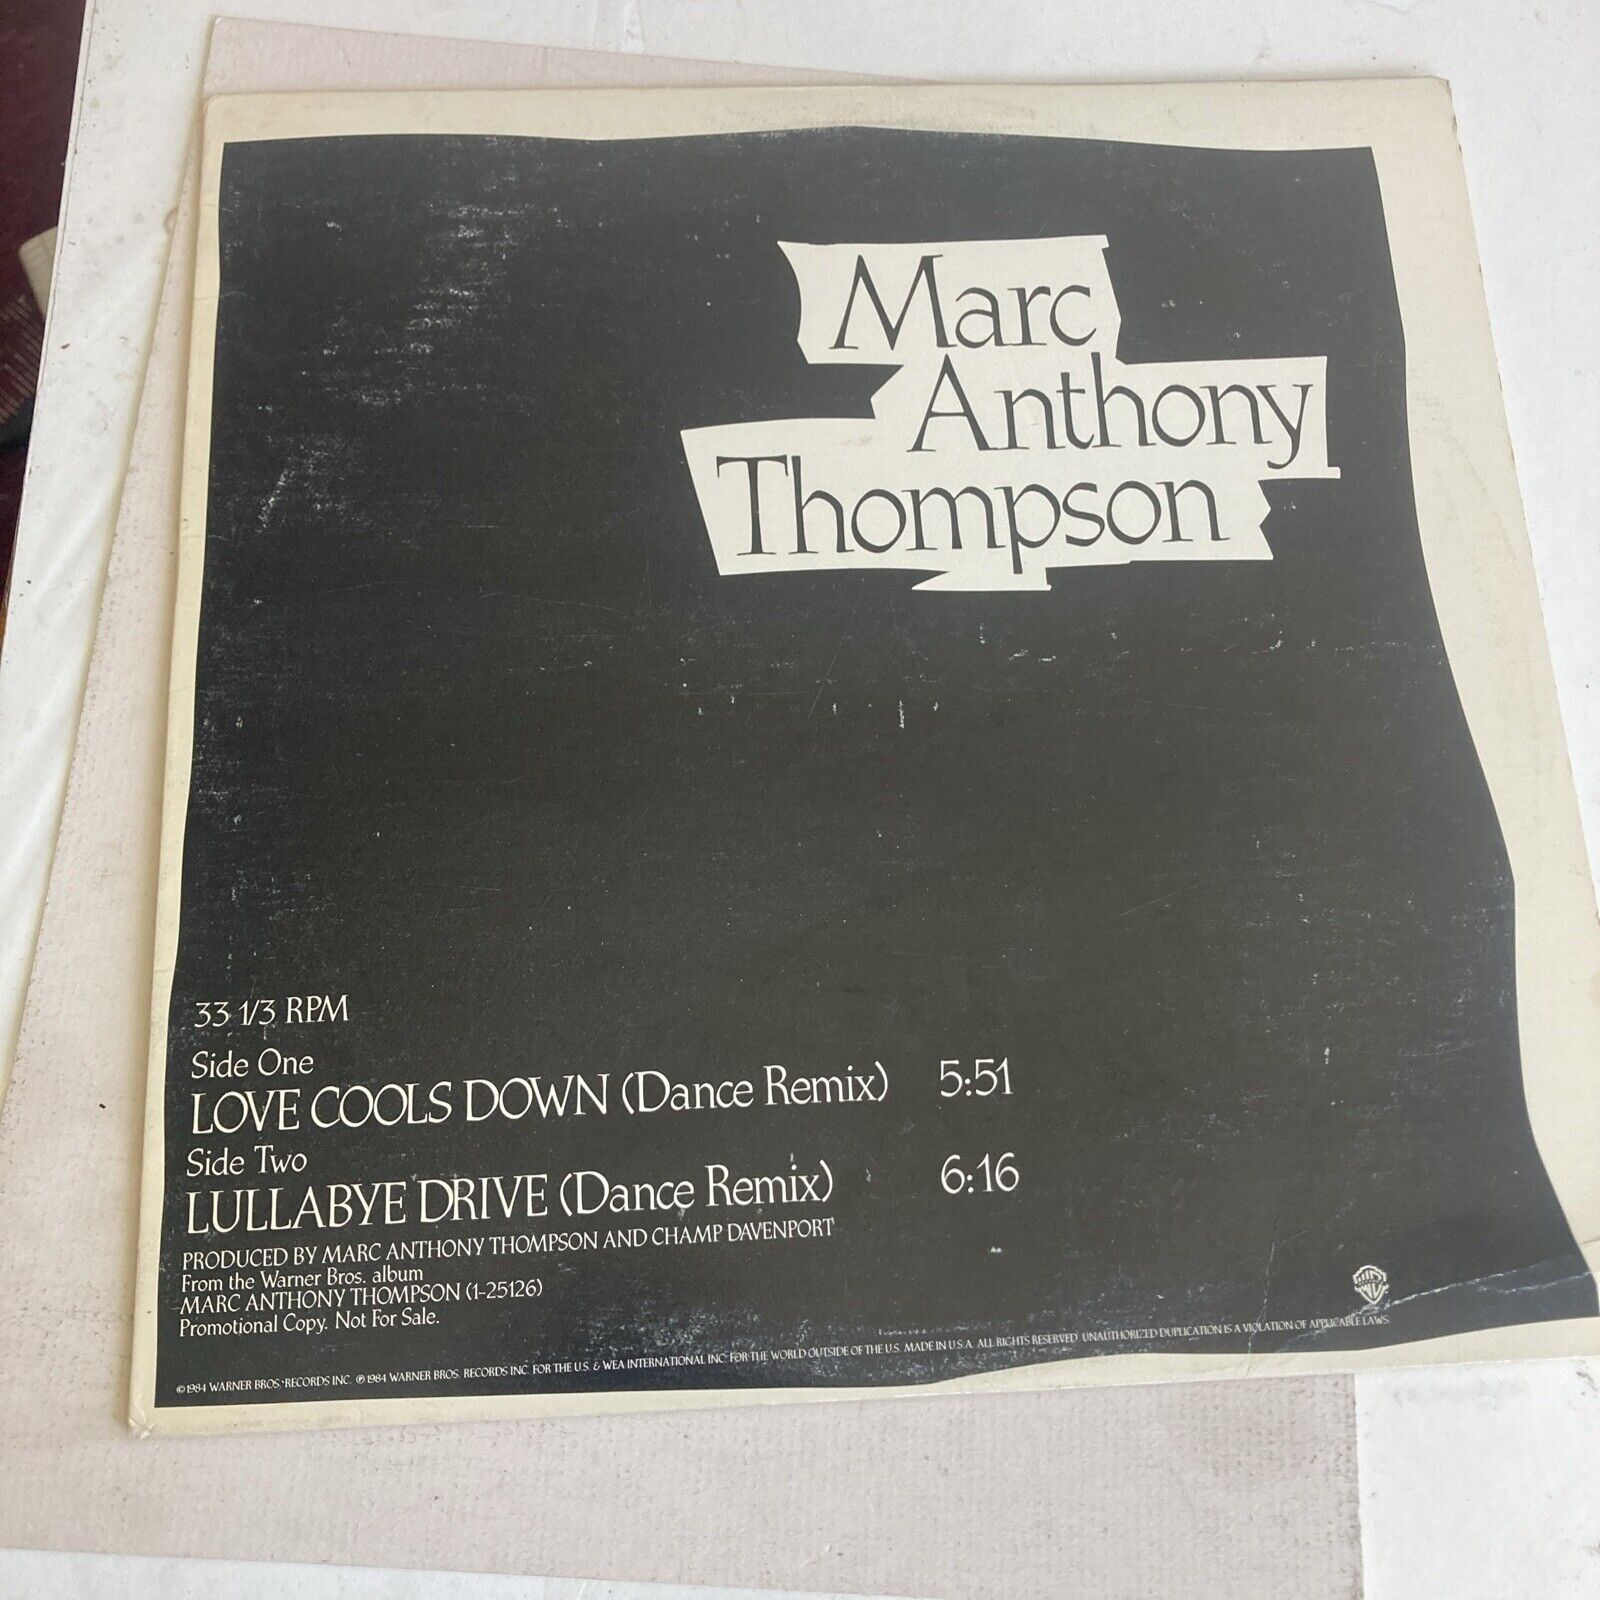 Marc
Anthony
Thompson
33 1/3 RPM
Side One
LOVE COOLS DOWN (Dance Remix) 5:51
Side Two
LULLABYE DRIVE (Dance Remix) 6:16
PRODUCED BY MARC ANTHONY THOMPSON AND CHAMP DAVENPORT
From the Warner Bros. album
MARC ANTHONY THOMPSON (1-25126)
Promotional Copy. Not For Sale.
© 1984 WARNER BROS. RECORDS INC. ℗ 1984 WARNER BROS. RECORDS INC. FOR THE U.S. & WEA INTERNATIONAL INC. FOR THE WORLD OUTSIDE OF THE U.S. MADE IN U.S.A. ALL RIGHTS RESERVED. UNAUTHORIZED DUPLICATION IS A VIOLATION OF APPLICABLE LAWS.